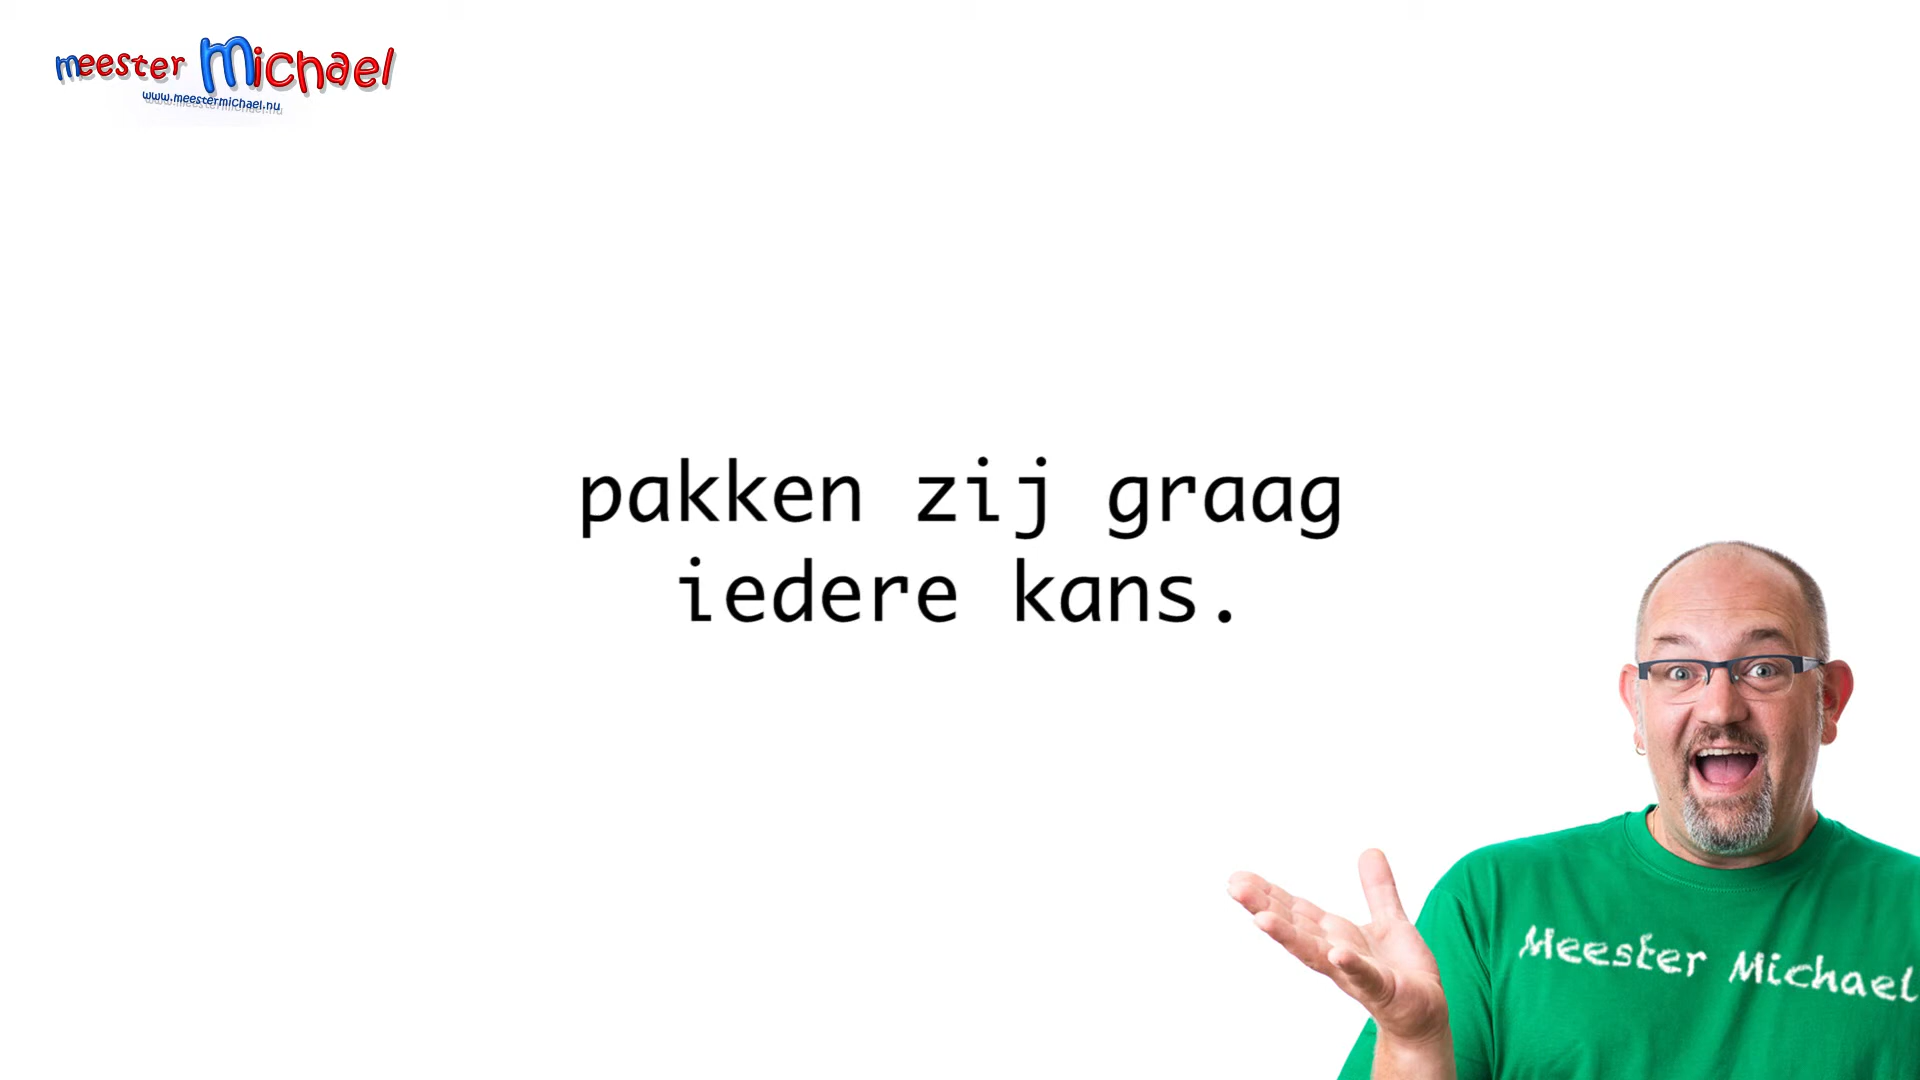 meester Michael
www.meestermichael.nu
pakken zij graag
iedere kans.
Meester Michael